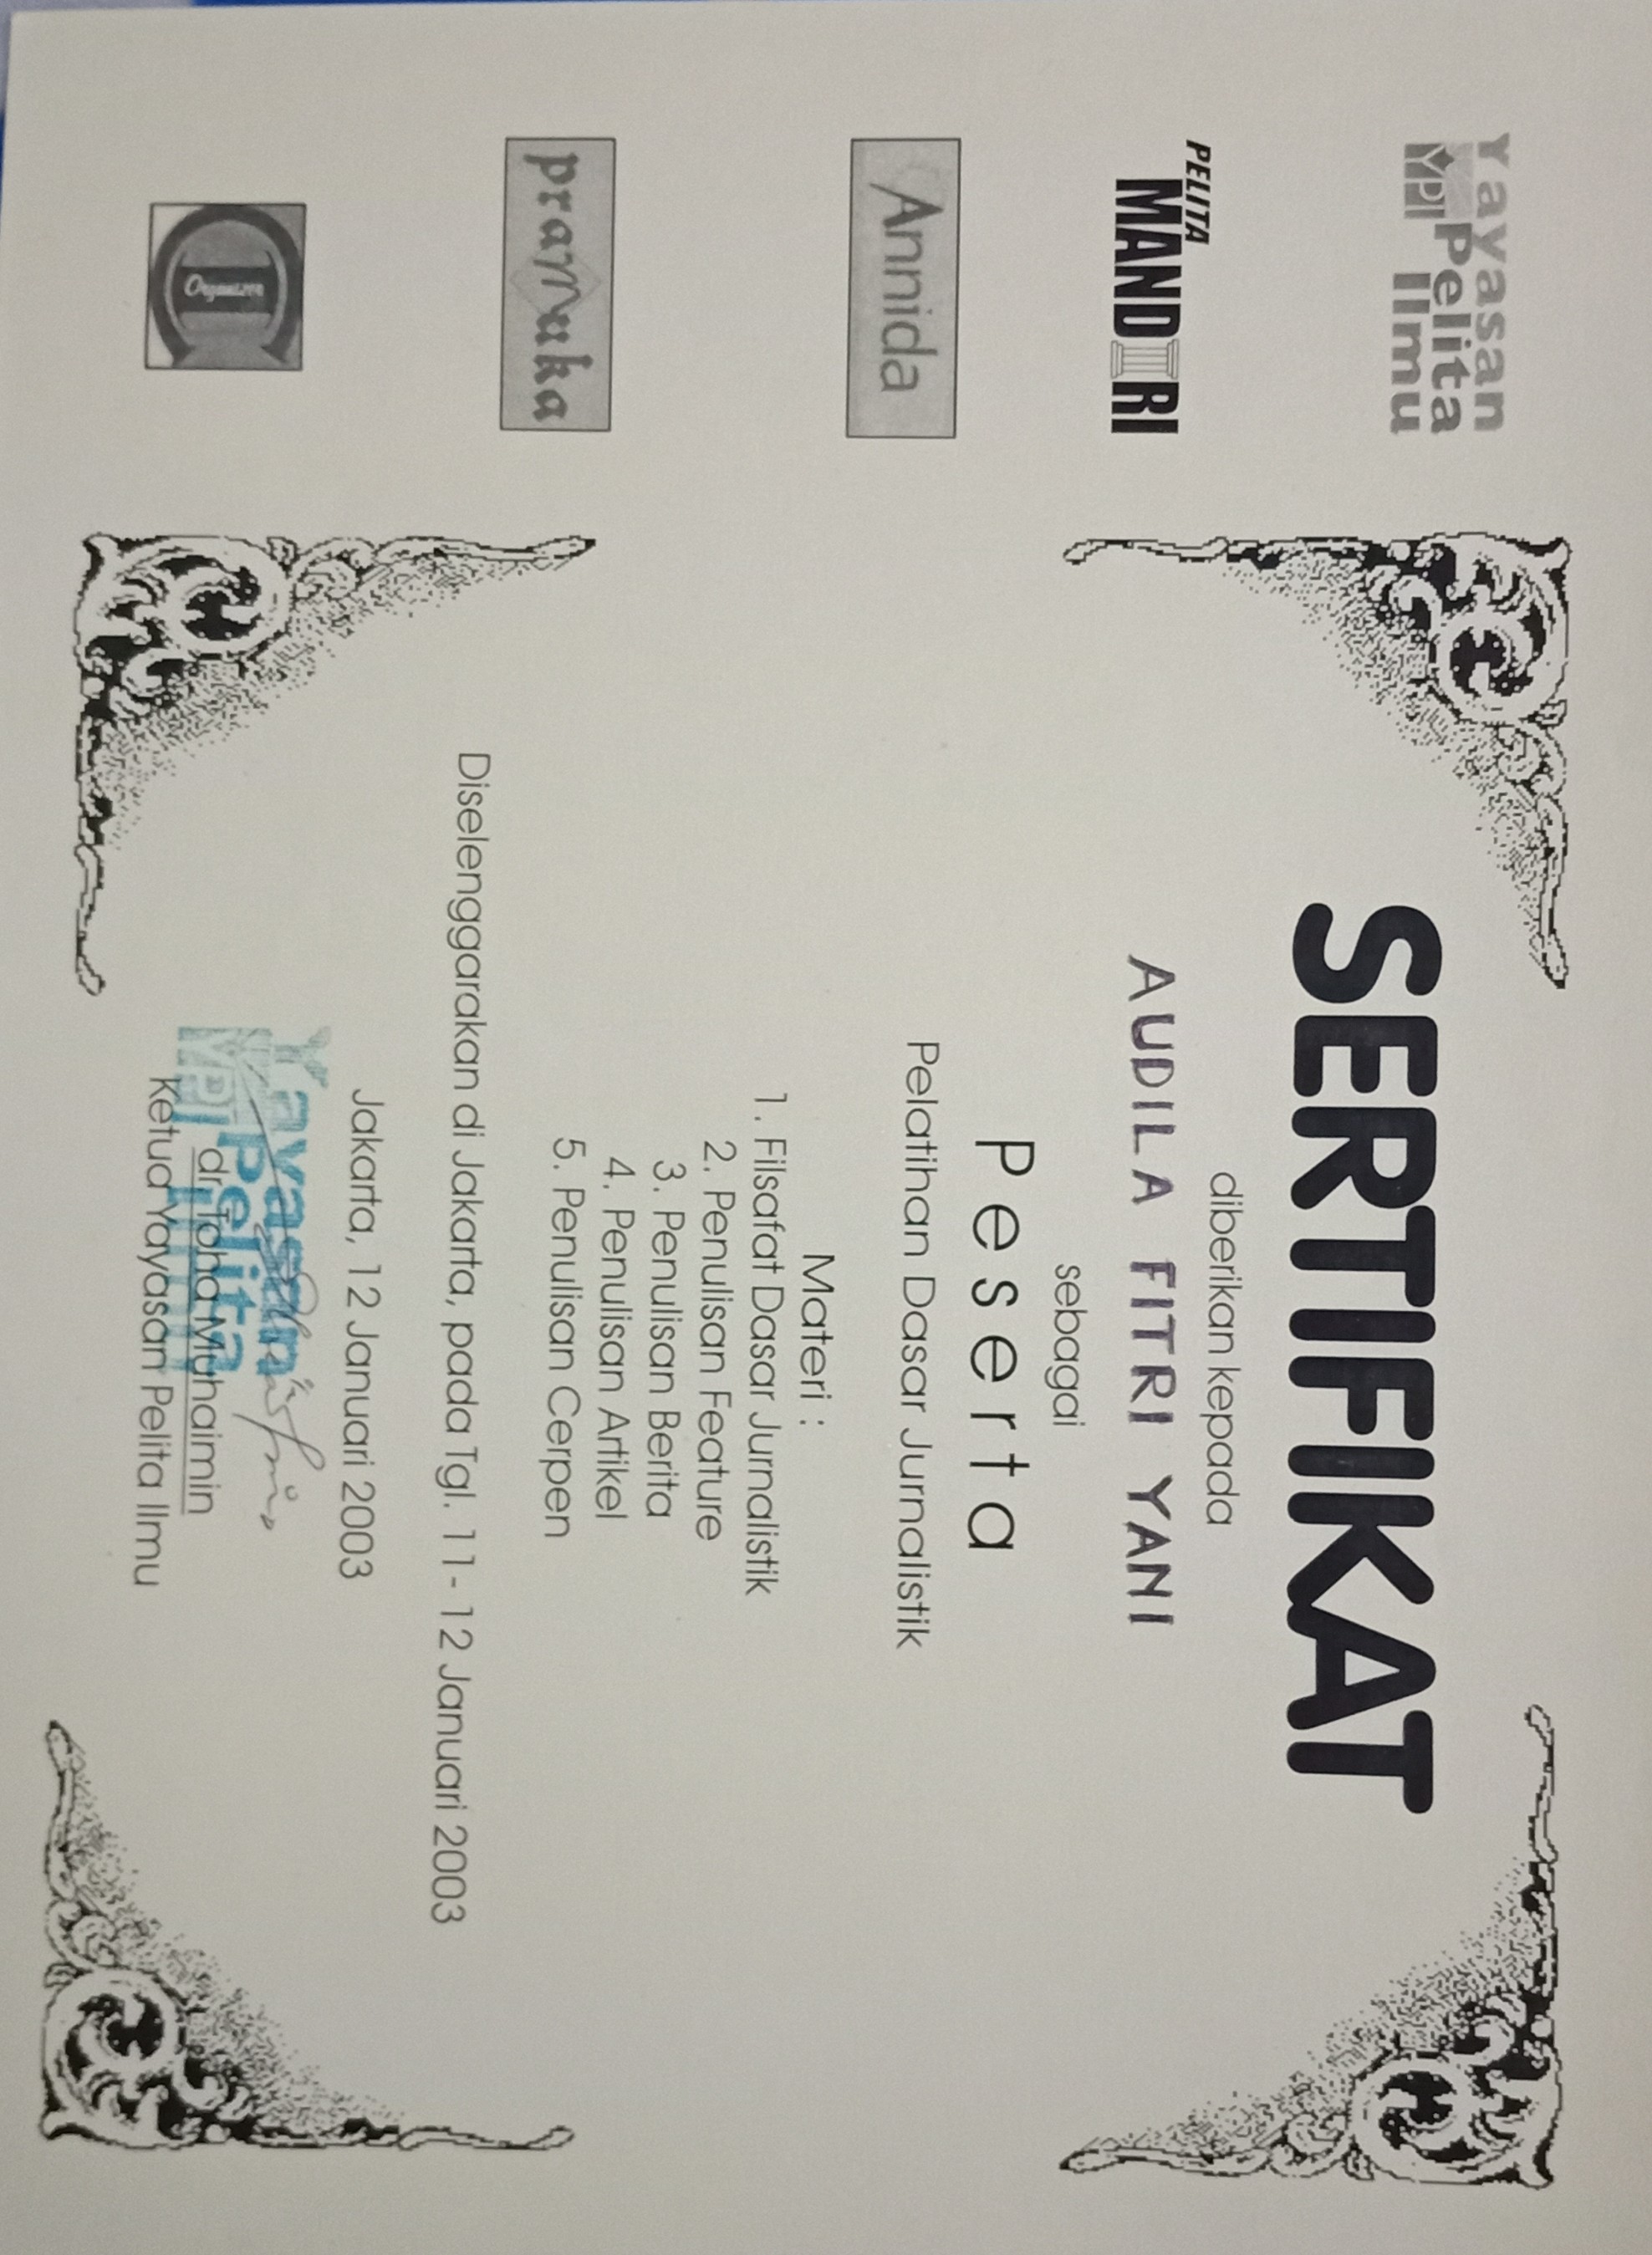 Yayasan
YPI Pelita
Ilmu
PELITA
MANDIRI
Annida
pramuka
Organizer
SERTIFIKAT
diberikan kepada
AUDILA FITRI YANI
sebagai
Peserta
Pelatihan Dasar Jurnalistik
Materi :
1. Filsafat Dasar Jurnalistik
2. Penulisan Feature
3. Penulisan Berita
4. Penulisan Artikel
5. Penulisan Cerpen
Diselenggarakan di Jakarta, pada Tgl. 11- 12 Januari 2003
Jakarta, 12 Januari 2003
Yayasan
YPI Pelita
Ilmu
dr. Toha Muhaimin
Ketua Yayasan Pelita Ilmu